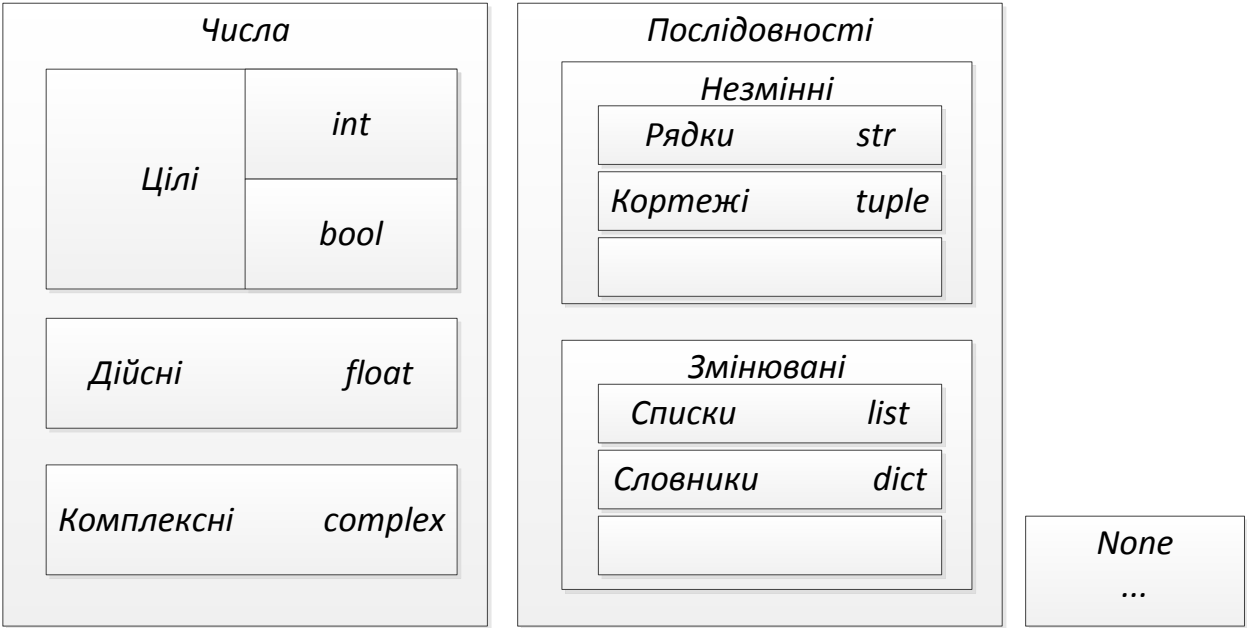 Числа
Цілі
int
bool
Дійсні float
Комплексні complex
Послідовності
Незмінні
Рядки str
Кортежі tuple
Змінювані
Списки list
Словники dict
None
...